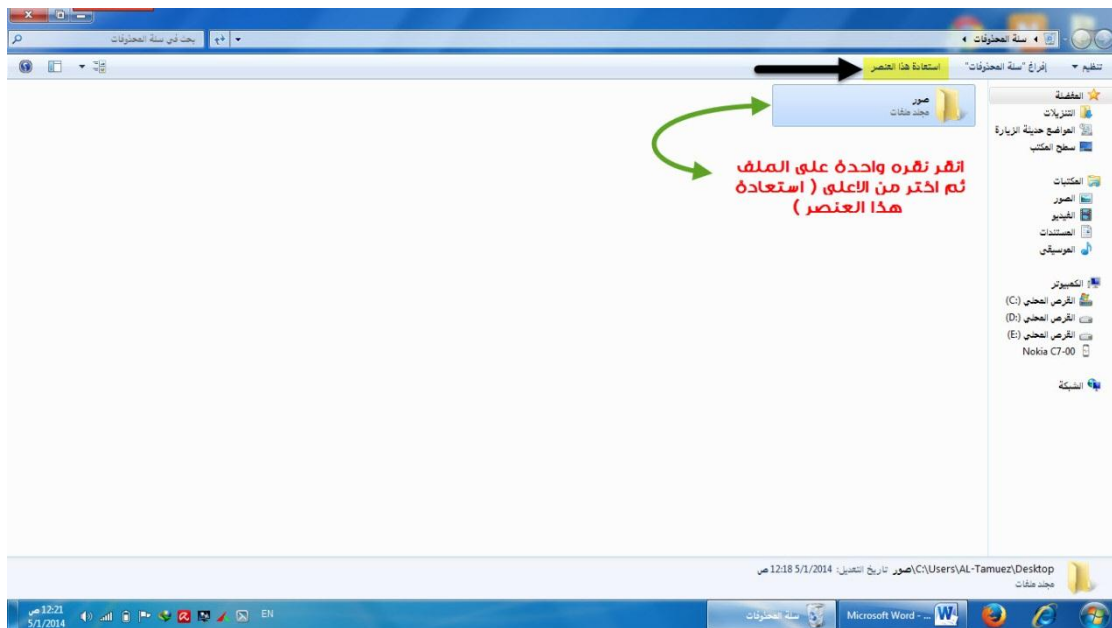 سلة المحذوفات
بحث في سلة المحذوفات
تنظيم
إفراغ "سلة المحذوفات"
استعادة هذا العنصر
المفضلة
التنزيلات
المواضع حديثة الزيارة
سطح المكتب
المكتبات
الصور
الفيديو
المستندات
الموسيقى
الكمبيوتر
القرص المحلي (C:)
القرص المحلي (D:)
القرص المحلي (E:)
Nokia C7-00
الشبكة
صور
مجلد ملفات
انقر نقره واحدة على الملف
ثم اختر من الاعلى ( استعادة
هذا العنصر )
C:\Users\AL-Tamuez\Desktop\صور تاريخ التعديل: 5/1/2014 12:18 ص
مجلد ملفات
Microsoft Word - ...
سلة المحذوفات
EN
12:21 ص
5/1/2014